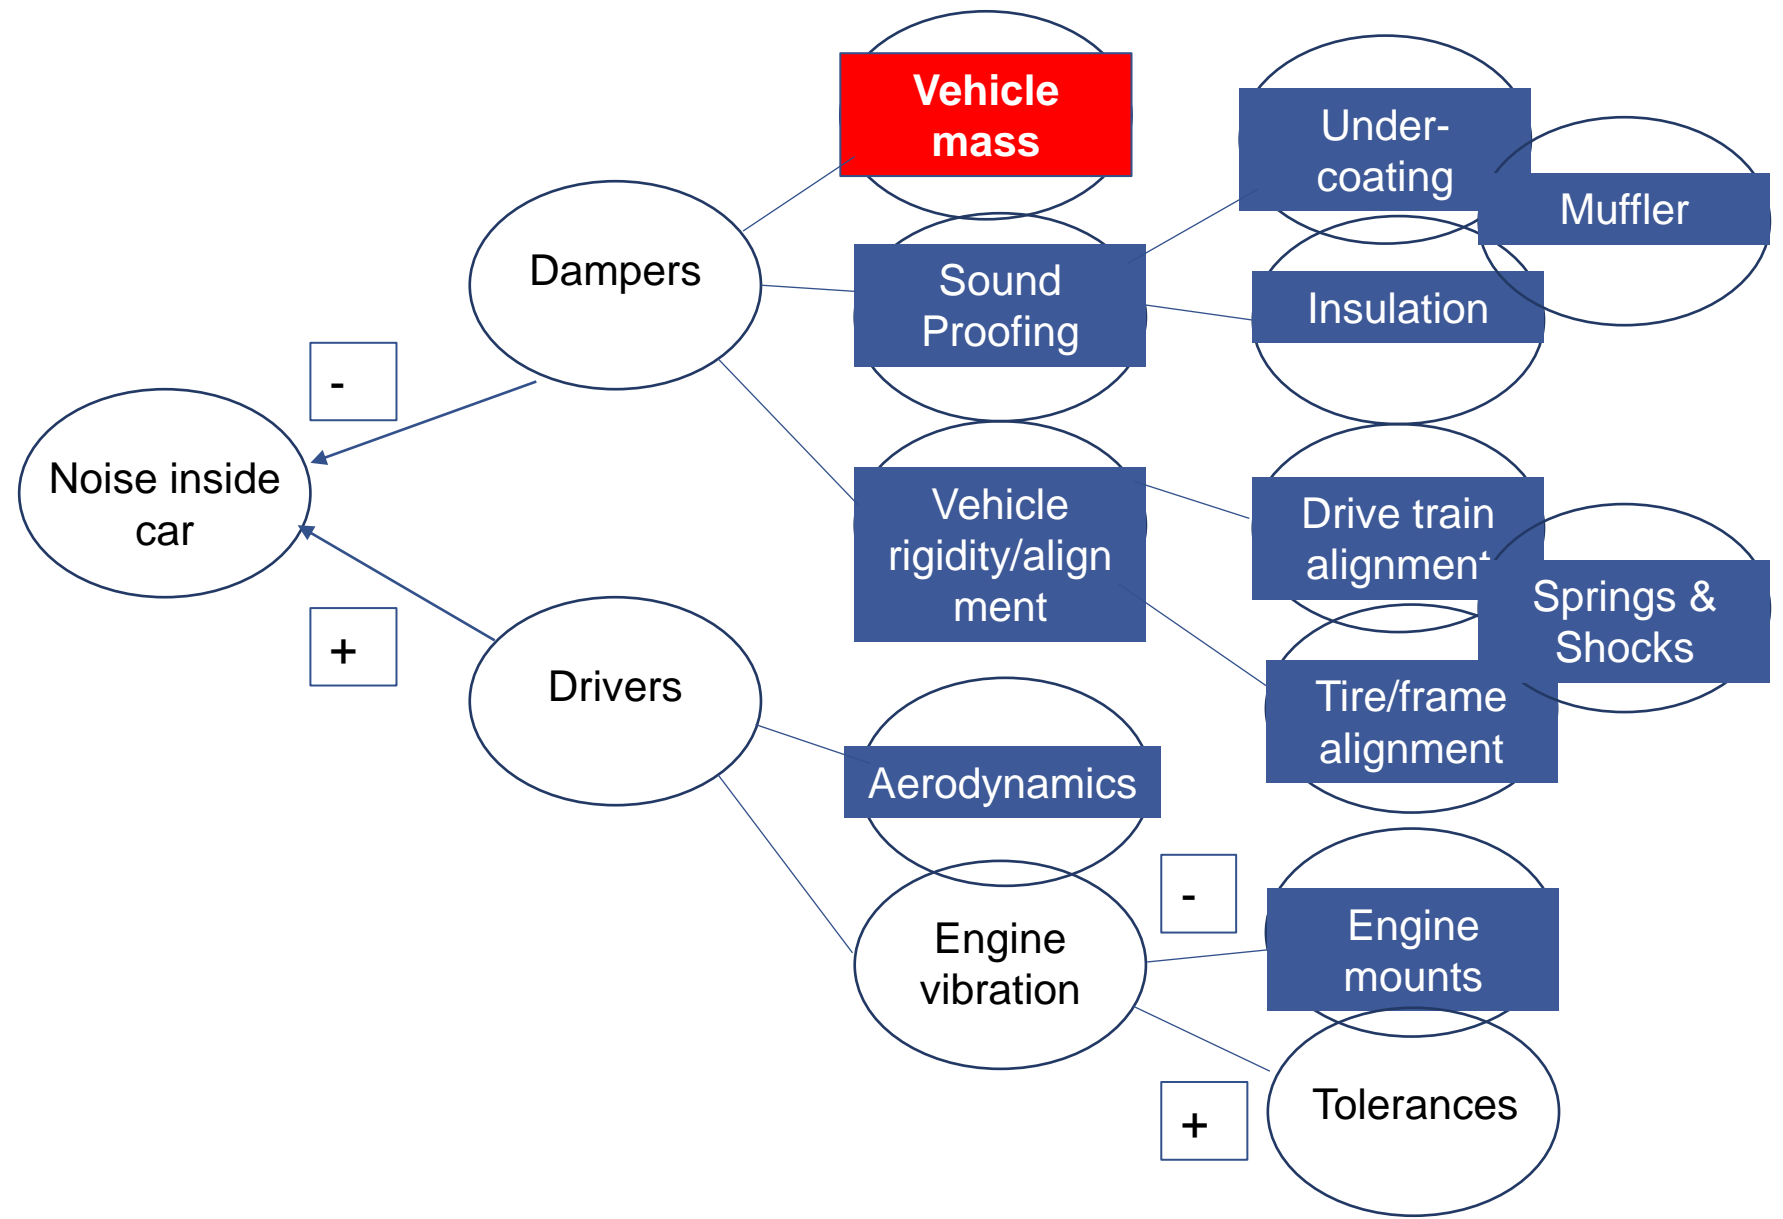 Vehicle
mass
Under-
coating
Muffler
Dampers
Sound
Proofing
Insulation
-
Noise inside
car
Vehicle
rigidity/align
ment
Drive train
alignment
Springs &
Shocks
+
Drivers
Tire/frame
alignment
Aerodynamics
-
Engine
vibration
Engine
mounts
+
Tolerances